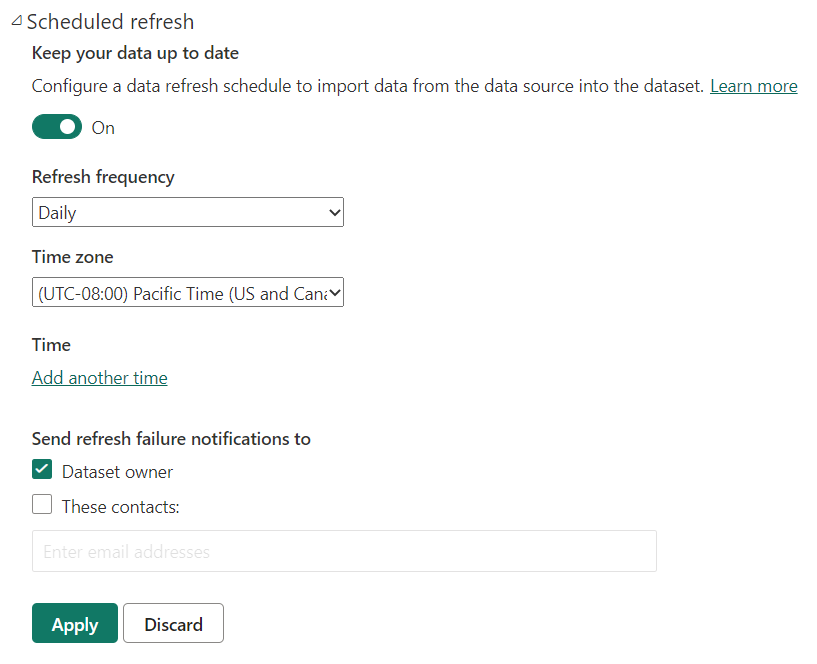 Scheduled refresh
Keep your data up to date
Configure a data refresh schedule to import data from the data source into the dataset. Learn more
On
Refresh frequency
Daily
Time zone
(UTC-08:00) Pacific Time (US and Cana
Time
Add another time
Send refresh failure notifications to
Dataset owner
These contacts:
Enter email addresses
Apply Discard